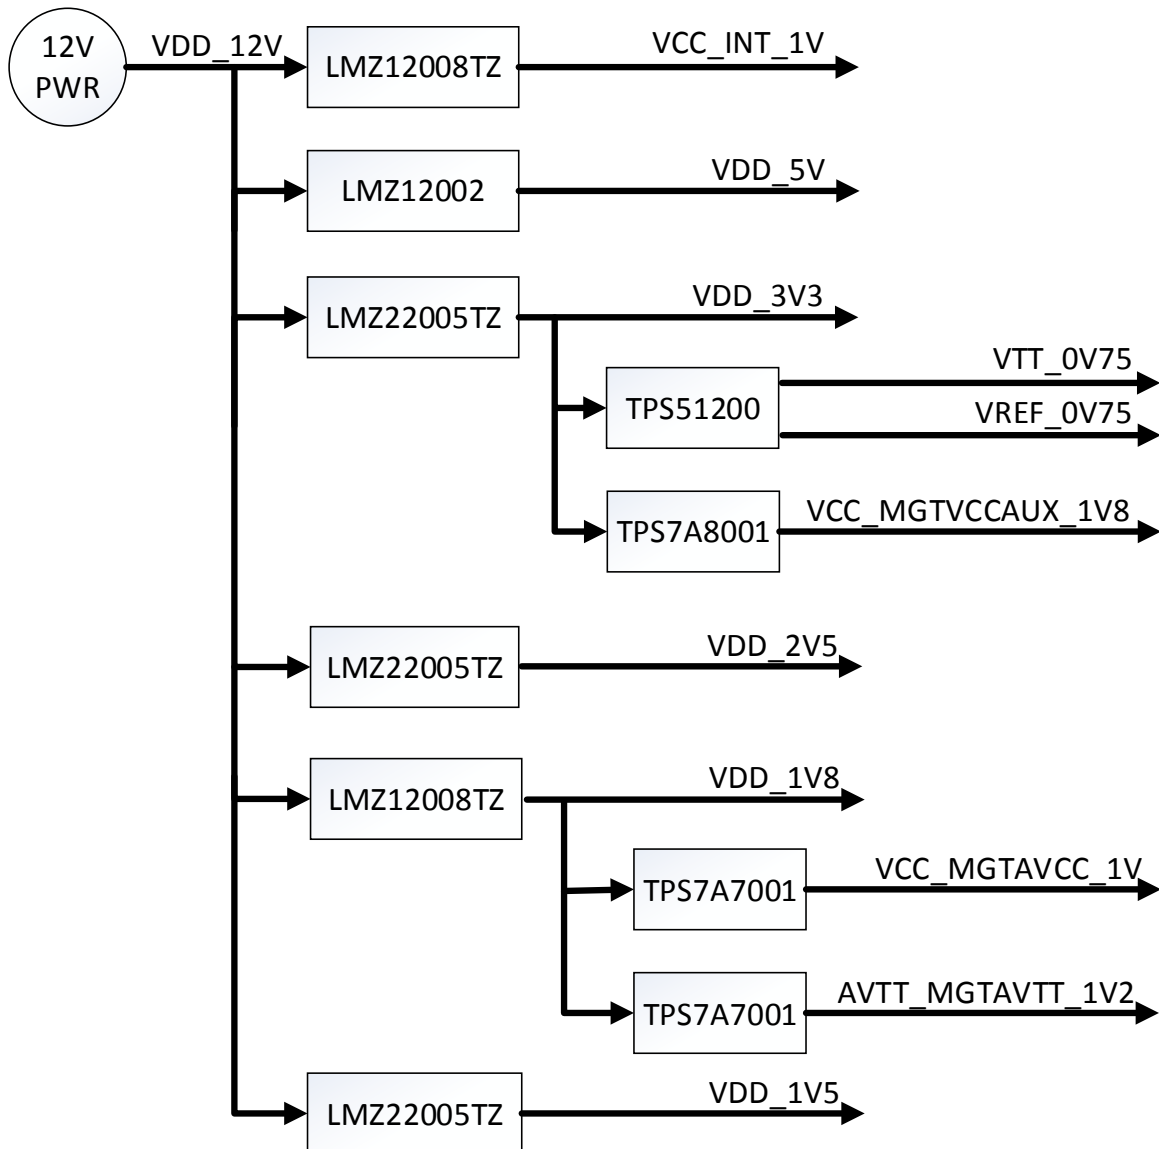 12V
PWR
VDD_12V
LMZ12008TZ
VCC_INT_1V
LMZ12002
VDD_5V
LMZ22005TZ
VDD_3V3
TPS51200
VTT_0V75
VREF_0V75
TPS7A8001
VCC_MGTVCCAUX_1V8
LMZ22005TZ
VDD_2V5
LMZ12008TZ
VDD_1V8
TPS7A7001
VCC_MGTAVCC_1V
TPS7A7001
AVTT_MGTAVTT_1V2
LMZ22005TZ
VDD_1V5